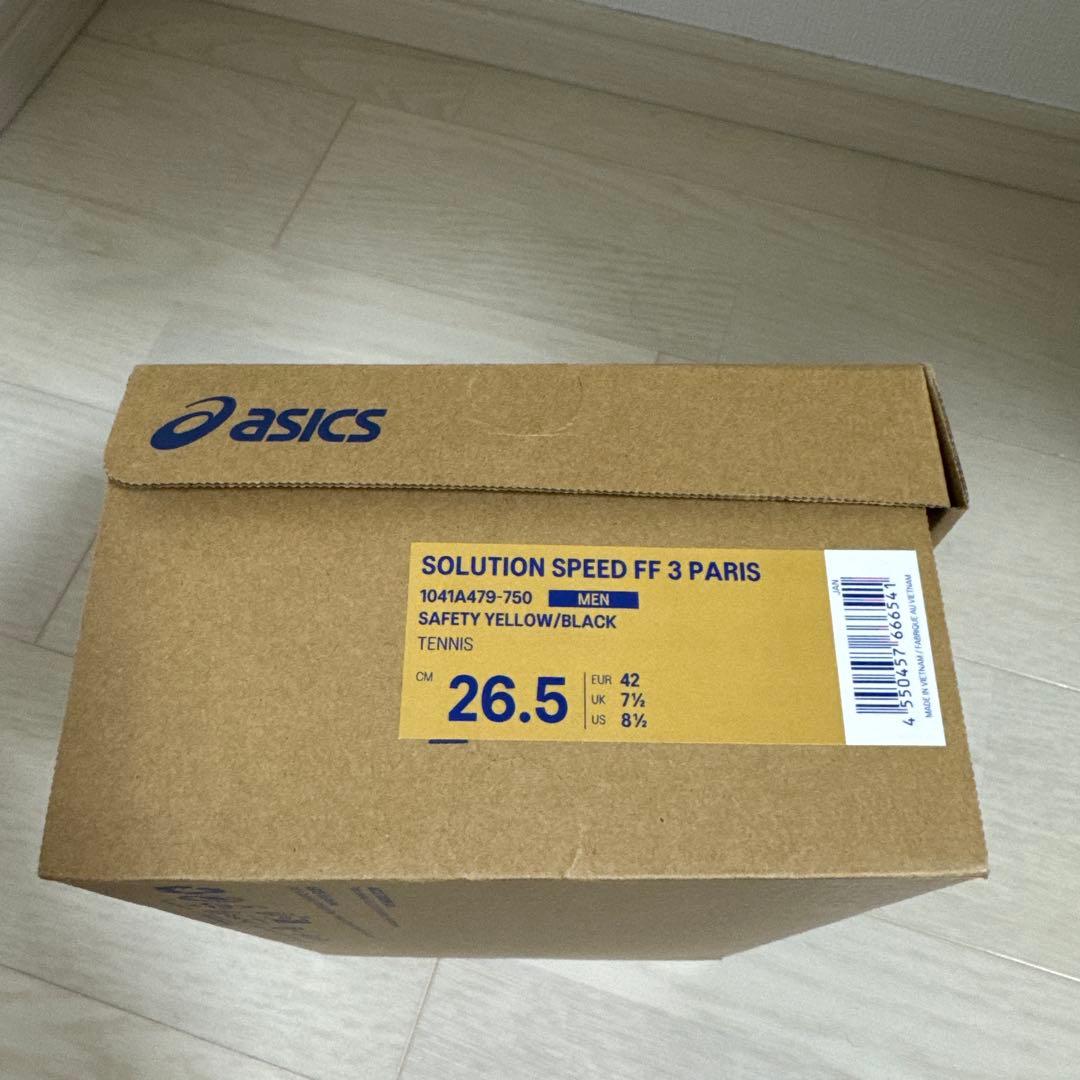 asics
SOLUTION SPEED FF 3 PARIS
1041A479-750 MEN
SAFETY YELLOW/BLACK
TENNIS
CM 26.5
EUR 42
UK 7½
US 8½
JAN
4 550457 666541
MADE IN VIETNAM / FABRIQUÉ AU VIETNAM